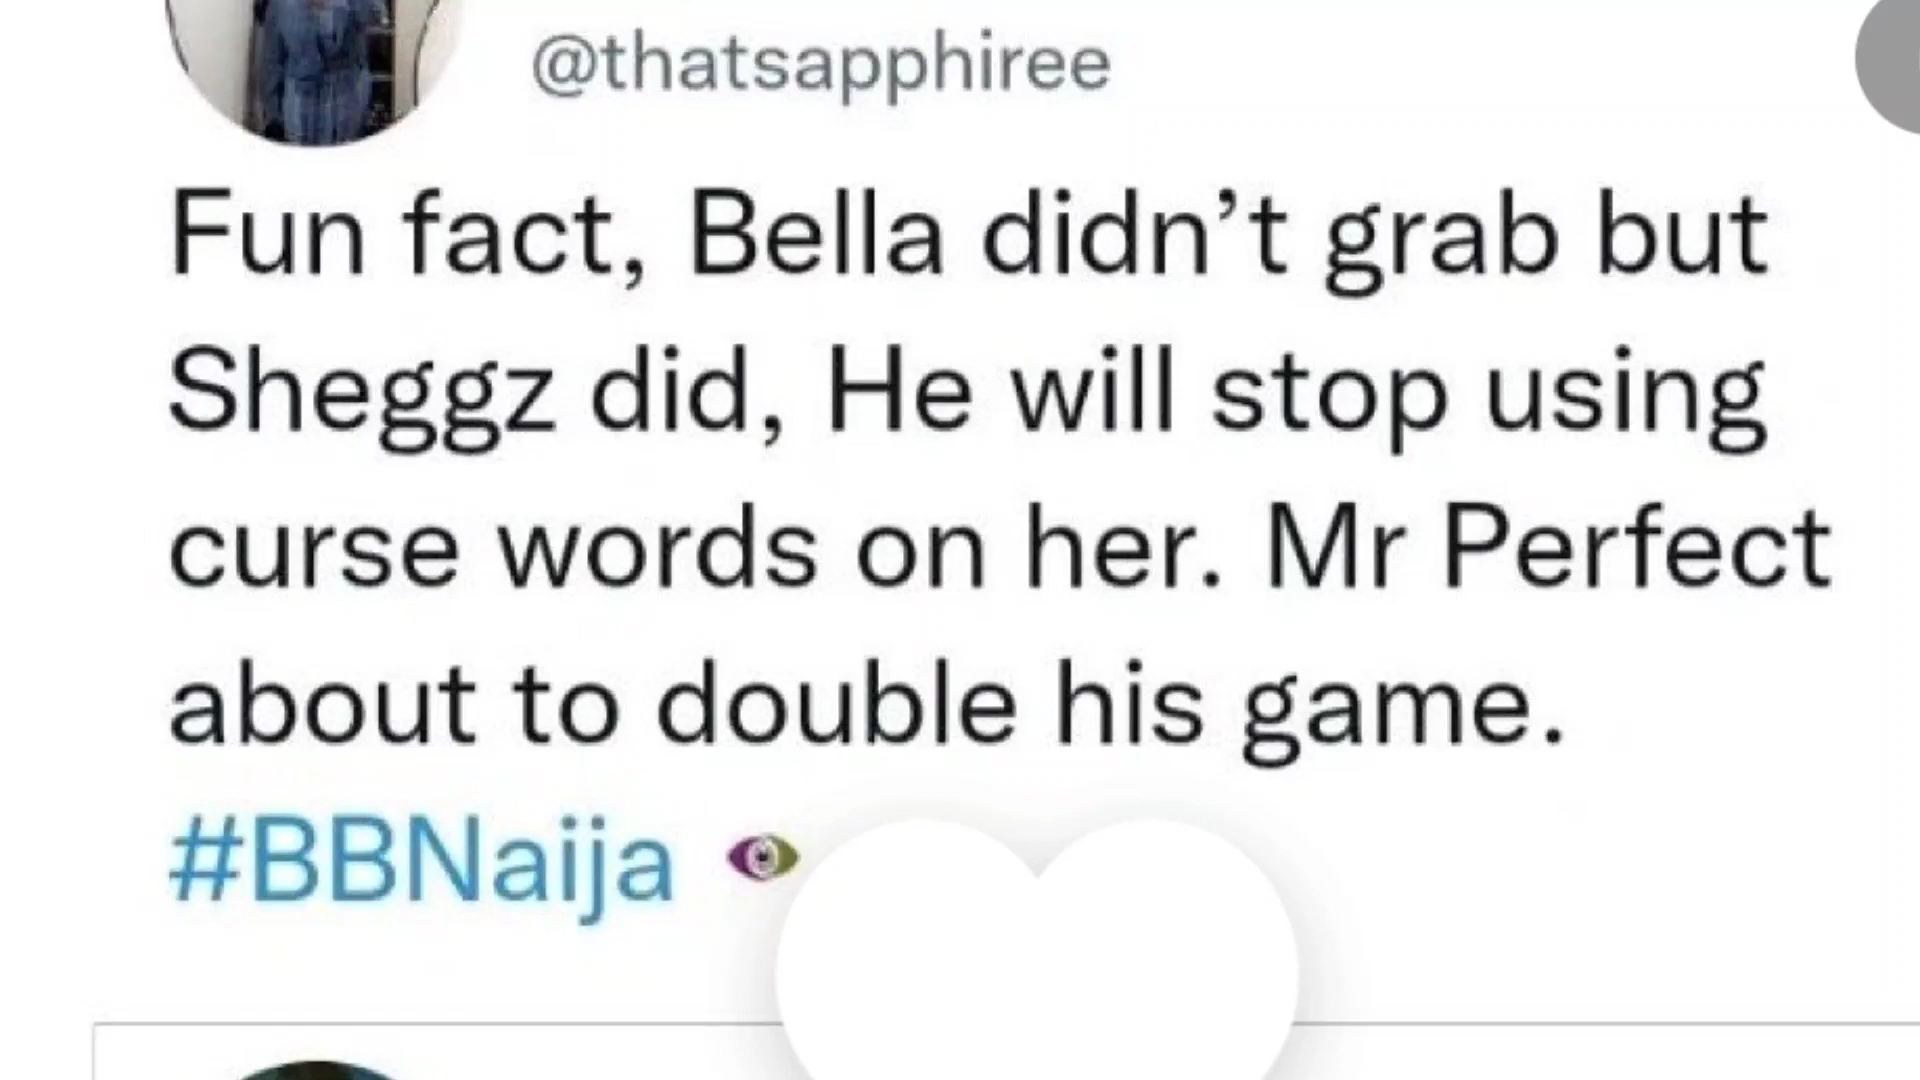 @thatsapphiree
Fun fact, Bella didn’t grab but
Sheggz did, He will stop using
curse words on her. Mr Perfect
about to double his game.
#BBNaija